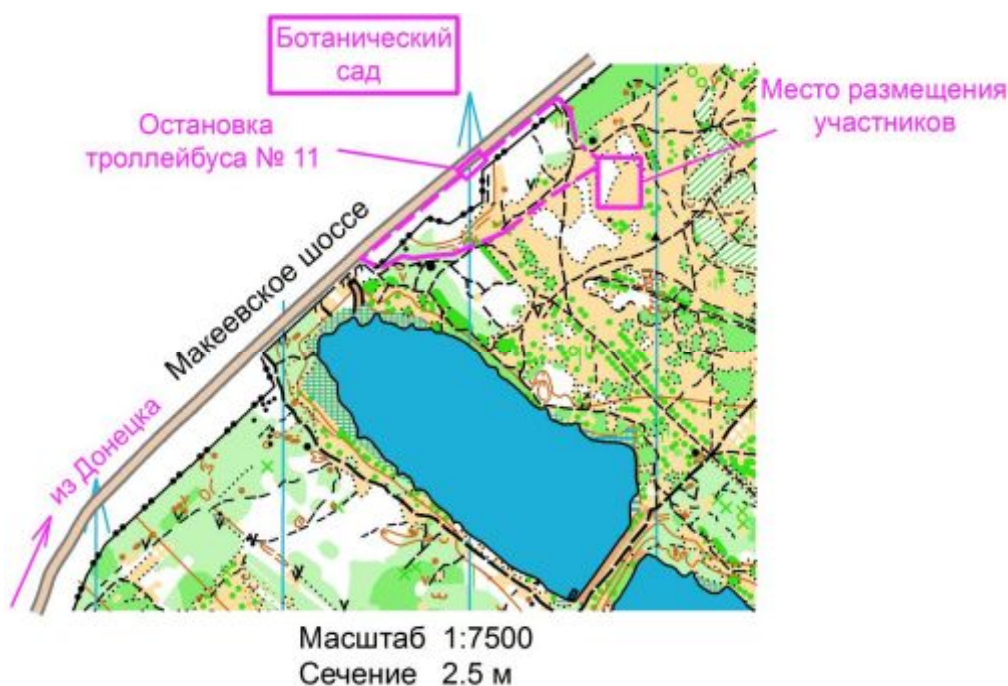 Ботанический
сад
Место размещения
участников
Остановка
троллейбуса № 11
Макеевское шоссе
из Донецка
Масштаб 1:7500
Сечение 2.5 м